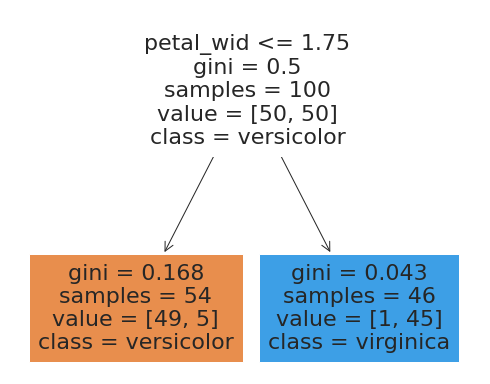 petal_wid <= 1.75
gini = 0.5
samples = 100
value = [50, 50]
class = versicolor
gini = 0.168
samples = 54
value = [49, 5]
class = versicolor
gini = 0.043
samples = 46
value = [1, 45]
class = virginica